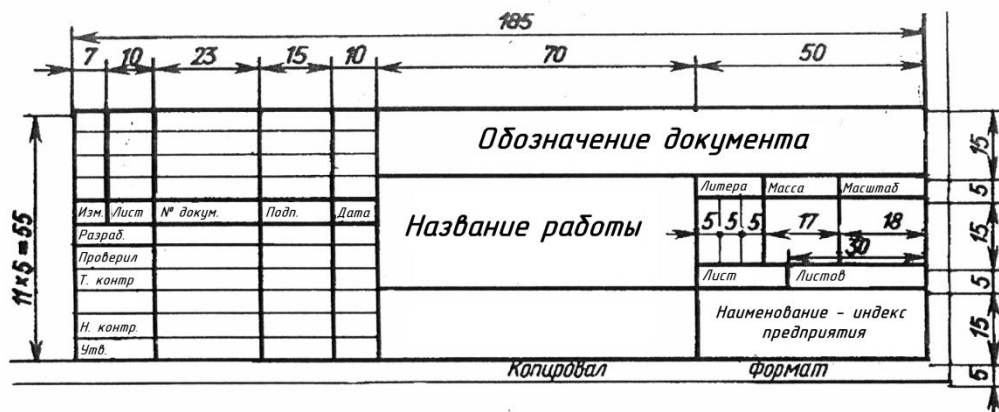 185
7 10 23 15 10 70 50
Обозначение документа
15
Литера Масса Масштаб
5
Изм. Лист № докум. Подп. Дата
Название работы
5 5 5 17 18
15
30
Разраб.
Проверил
Т. контр
Лист Листов
5
11×5=55
Наименование - индекс
предприятия
15
Н. контр.
Утв.
Копировал Формат
5